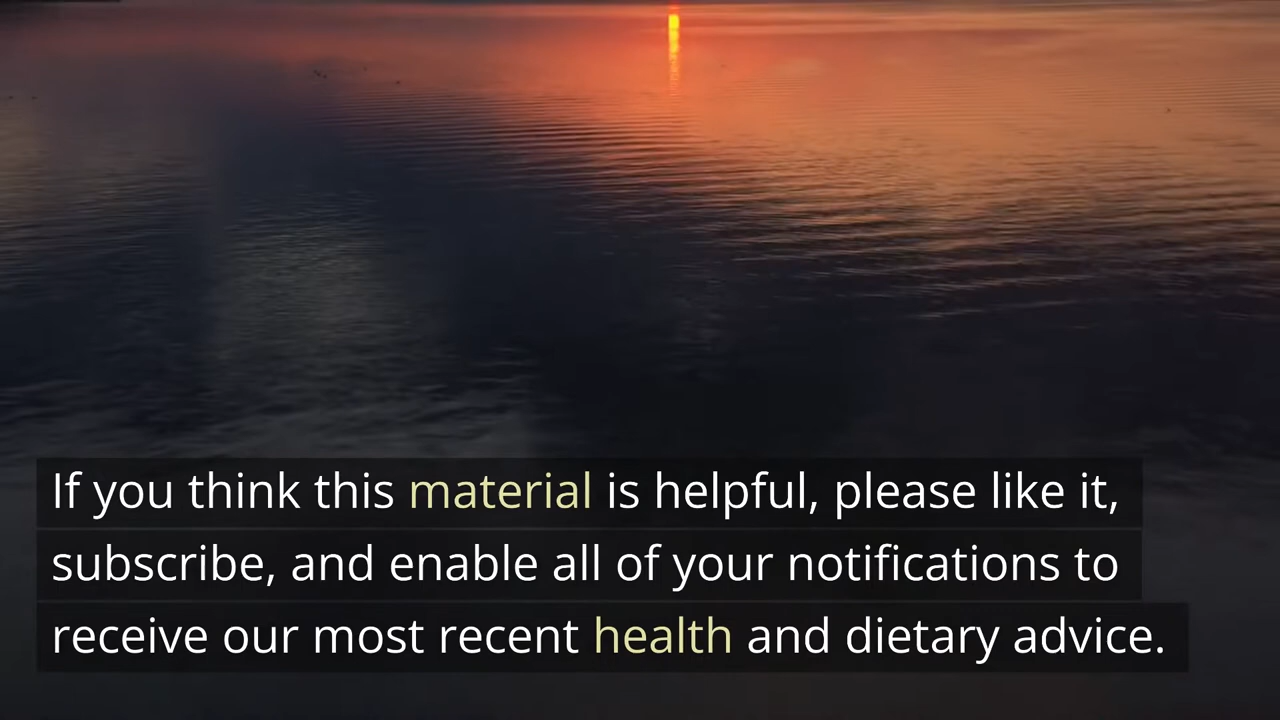 If you think this material is helpful, please like it,
subscribe, and enable all of your notifications to
receive our most recent health and dietary advice.